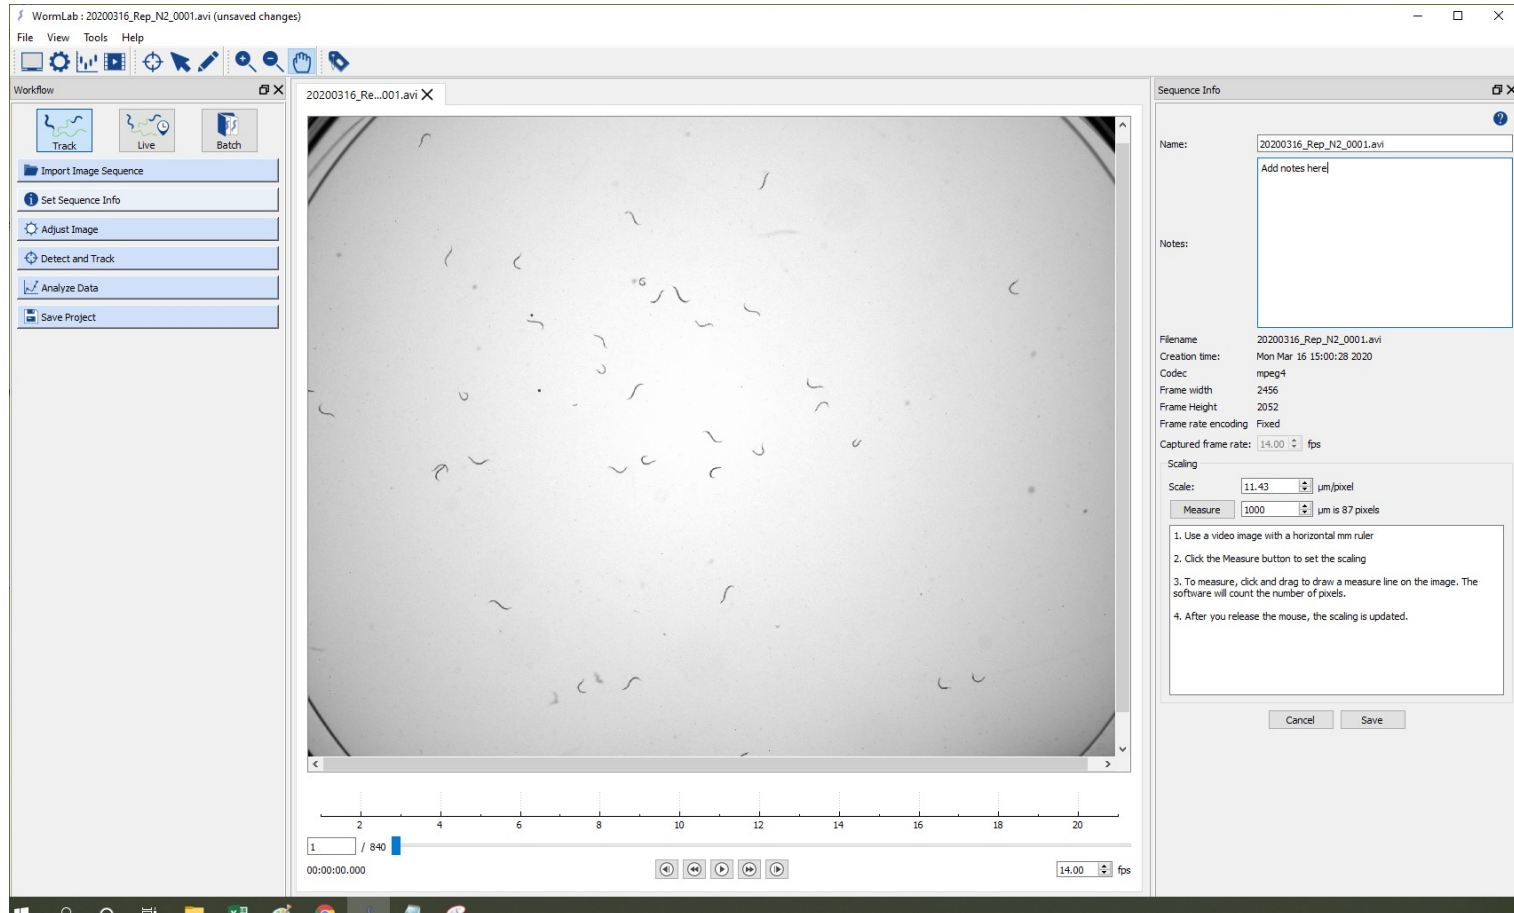 WormLab : 20200316_Rep_N2_0001.avi (unsaved changes)
File View Tools Help
Workflow
Track Live Batch
Import Image Sequence
Set Sequence Info
Adjust Image
Detect and Track
Analyze Data
Save Project
20200316_Re...001.avi
2 4 6 8 10 12 14 16 18 20
1 / 840
00:00:00.000
14.00 fps
Sequence Info
Name: 20200316_Rep_N2_0001.avi
Add notes here
Notes:
Filename 20200316_Rep_N2_0001.avi
Creation time: Mon Mar 16 15:00:28 2020
Codec mpeg4
Frame width 2456
Frame Height 2052
Frame rate encoding Fixed
Captured frame rate: 14.00 fps
Scaling
Scale: 11.43 µm/pixel
Measure 1000 µm is 87 pixels
1. Use a video image with a horizontal mm ruler
2. Click the Measure button to set the scaling
3. To measure, click and drag to draw a measure line on the image. The
software will count the number of pixels.
4. After you release the mouse, the scaling is updated.
Cancel Save